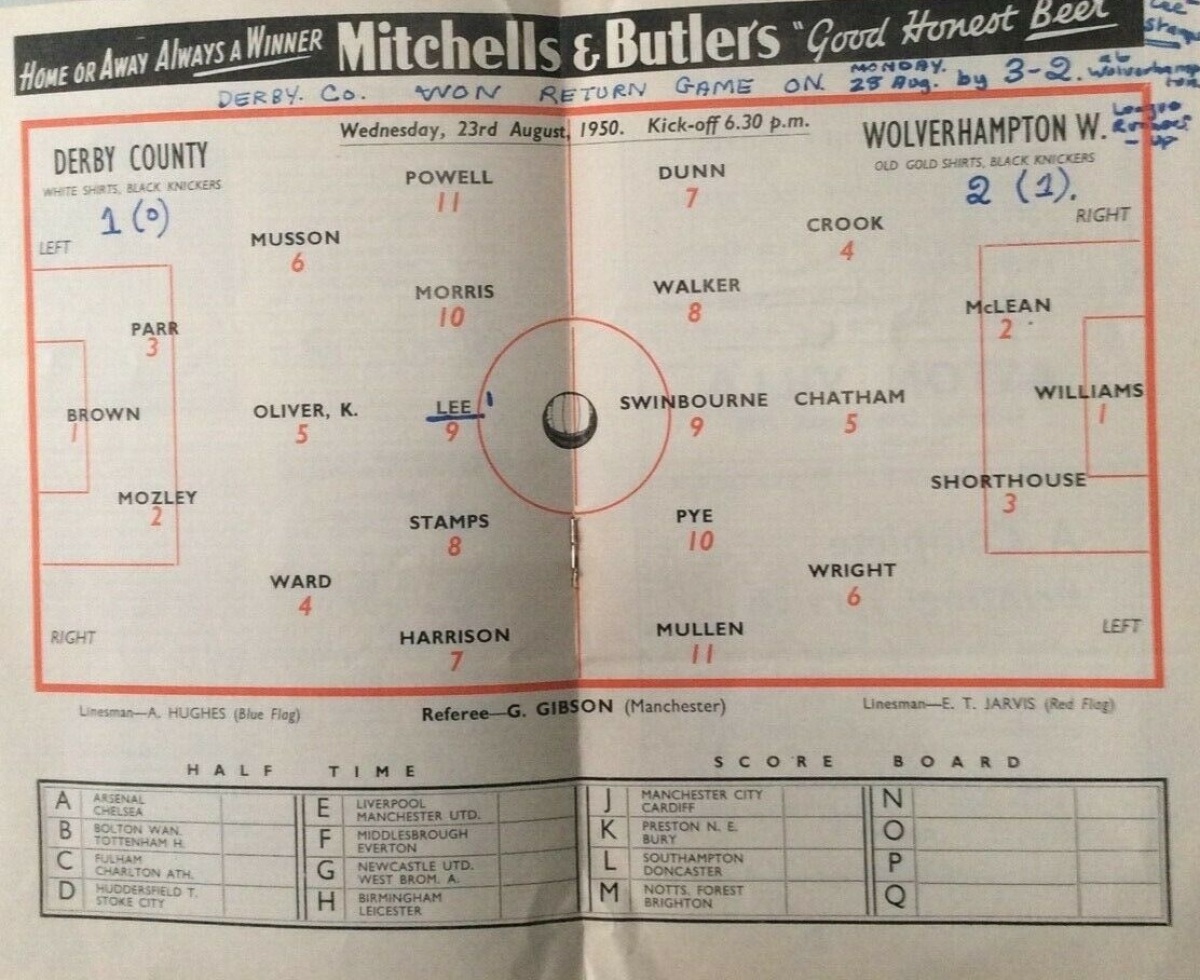 HOME OR AWAY ALWAYS A WINNER Mitchells & Butler's "Good Honest Beer
DERBY. Co. WON RETURN GAME ON MONDAY. 28 Aug. by 3-2. at Wolverhampton.
League Runners-up
Wednesday, 23rd August, 1950. Kick-off 6.30 p.m.
DERBY COUNTY
WHITE SHIRTS, BLACK KNICKERS
1 (0)
WOLVERHAMPTON W.
OLD GOLD SHIRTS, BLACK KNICKERS
2 (1).
LEFT
RIGHT
POWELL
11
MUSSON
6
MORRIS
10
PARR
3
BROWN
1
OLIVER, K.
5
LEE 1
9
MOZLEY
2
STAMPS
8
WARD
4
HARRISON
7
RIGHT
DUNN
7
CROOK
4
WALKER
8
McLEAN
2
SWINBOURNE
9
CHATHAM
5
WILLIAMS
1
SHORTHOUSE
3
PYE
10
WRIGHT
6
MULLEN
11
LEFT
Linesman—A. HUGHES (Blue Flag)
Referee—G. GIBSON (Manchester)
Linesman—E. T. JARVIS (Red Flag)
HALF TIME SCORE BOARD
A ARSENAL
CHELSEA
B BOLTON WAN.
TOTTENHAM H.
C FULHAM
CHARLTON ATH.
D HUDDERSFIELD T.
STOKE CITY
E LIVERPOOL
MANCHESTER UTD.
F MIDDLESBROUGH
EVERTON
G NEWCASTLE UTD.
WEST BROM. A.
H BIRMINGHAM
LEICESTER
J MANCHESTER CITY
CARDIFF
K PRESTON N. E.
BURY
L SOUTHAMPTON
DONCASTER
M NOTTS. FOREST
BRIGHTON
N
O
P
Q